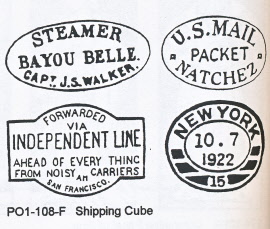 STEAMER
BAYOU BELLE.
CAPT. J.S. WALKER.
U.S. MAIL
PACKET
NATCHEZ
FORWARDED
VIA
INDEPENDENT LINE
AHEAD OF EVERY THING
FROM NOISY AM CARRIERS
SAN FRANCISCO.
NEW YORK
10.7
1922
15
PO1-108-F Shipping Cube